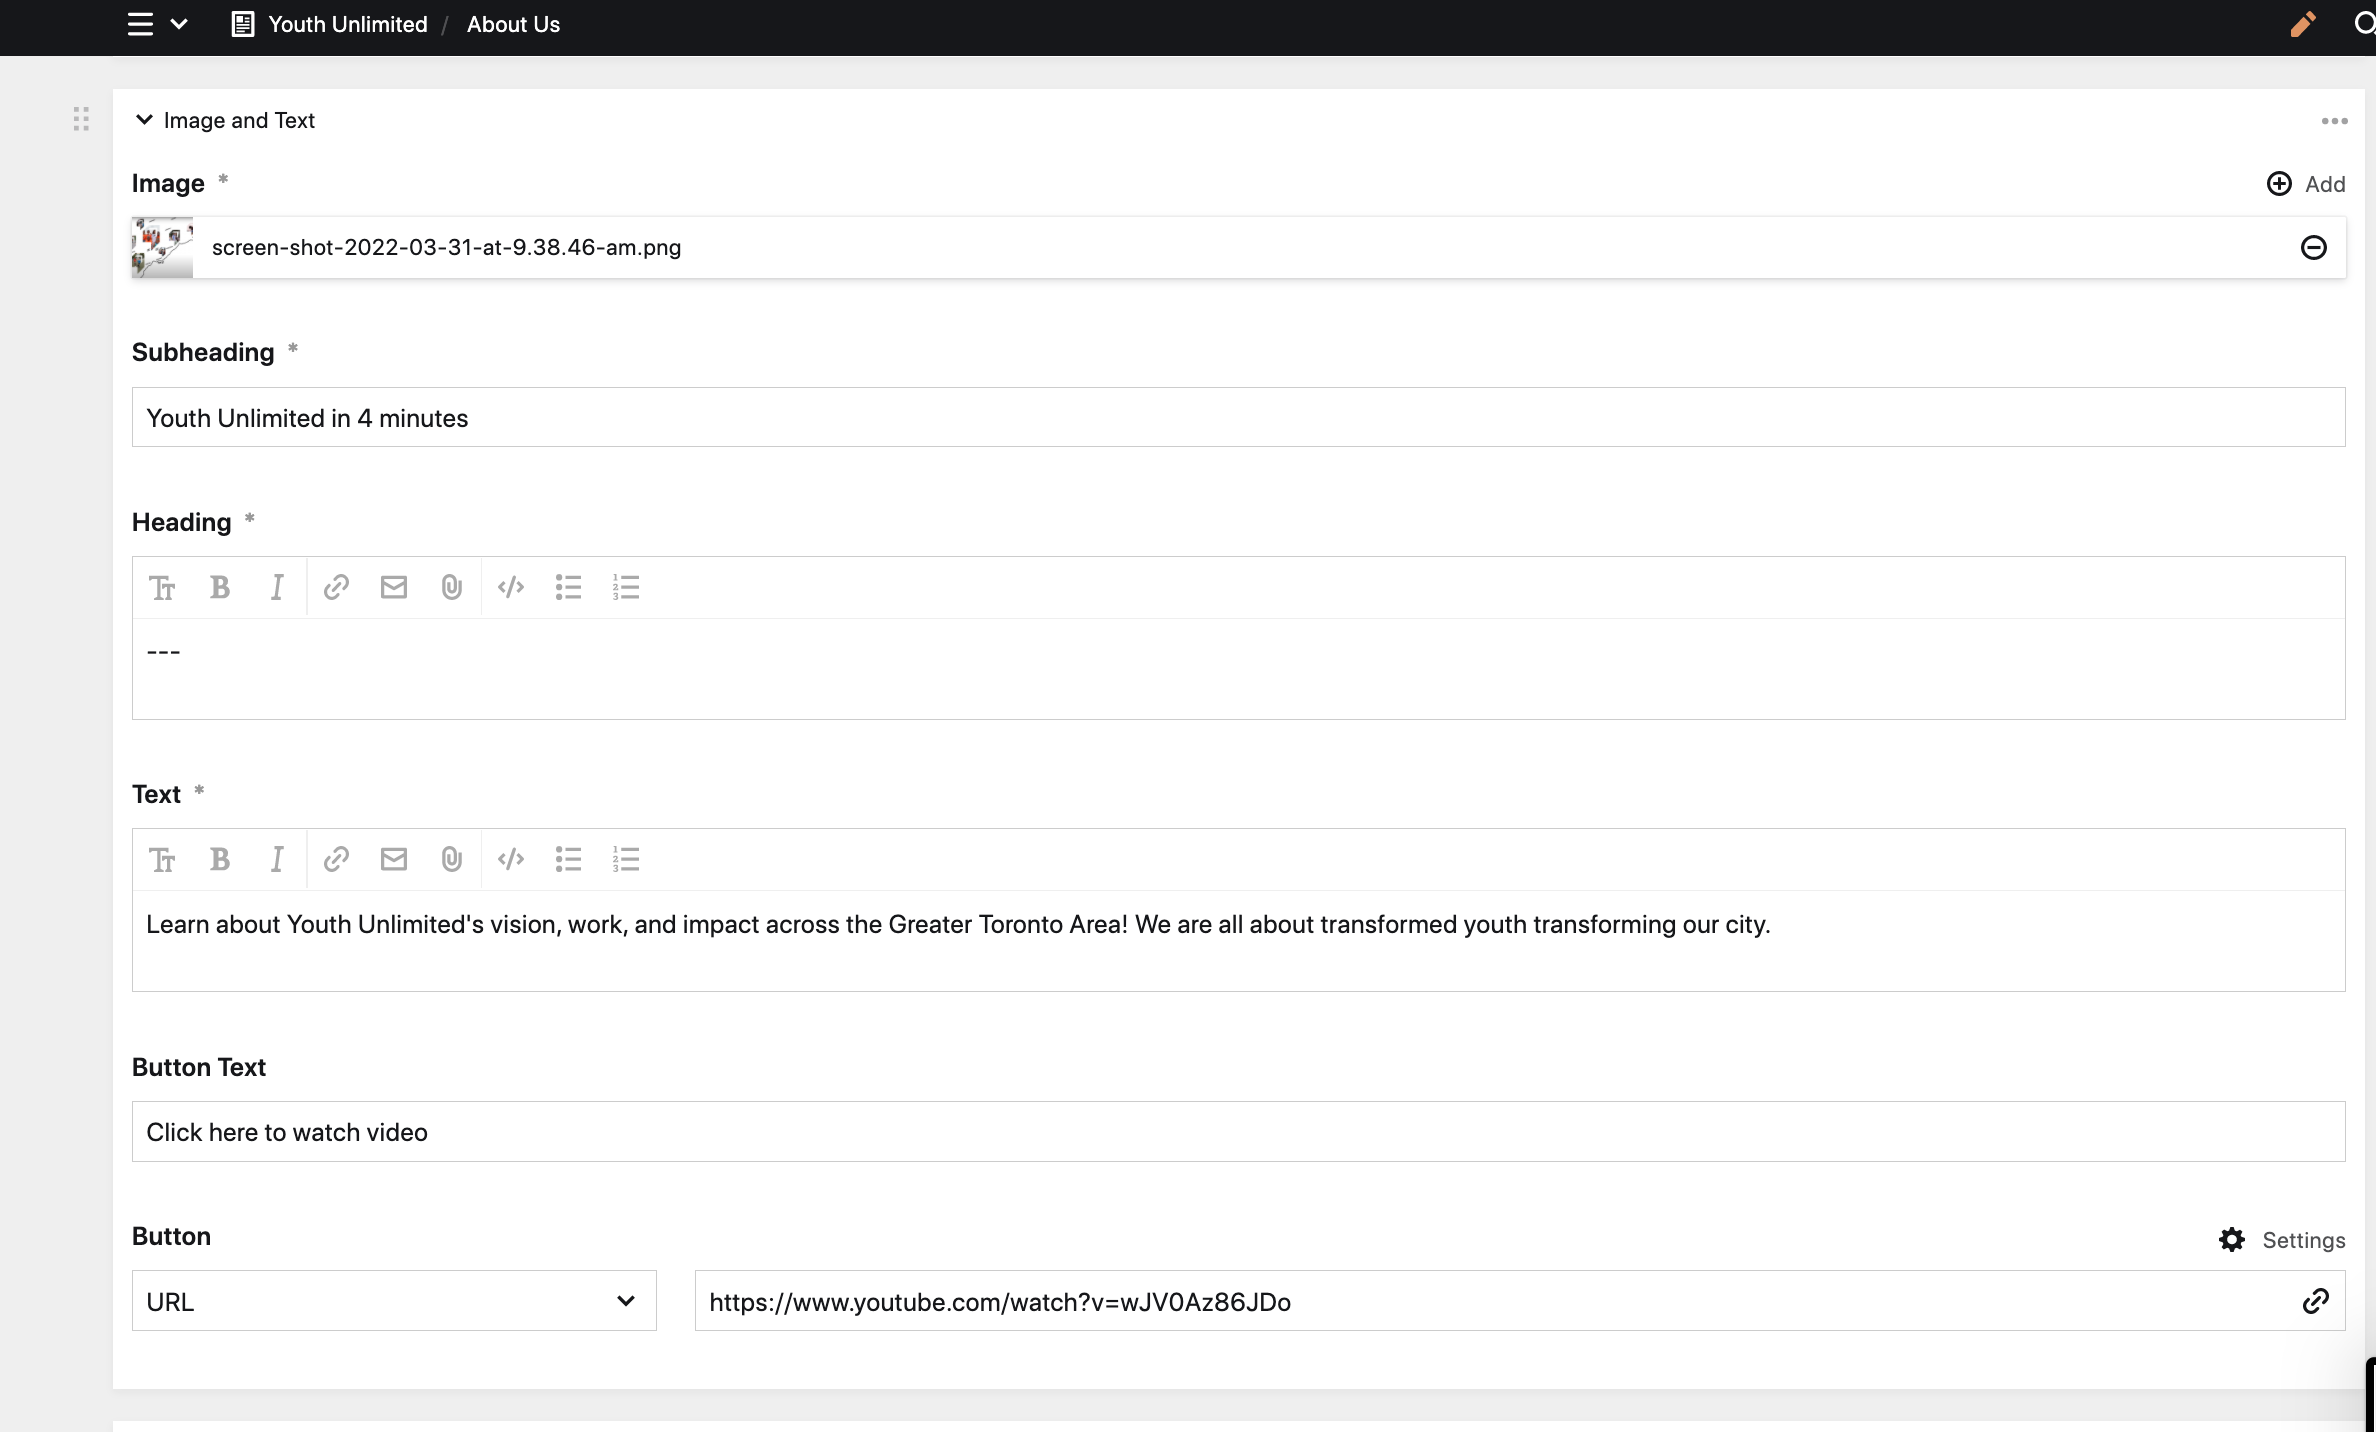 Youth Unlimited / About Us
Image and Text
Image *
Add
screen-shot-2022-03-31-at-9.38.46-am.png
Subheading *
Youth Unlimited in 4 minutes
Heading *
---
Text *
Learn about Youth Unlimited's vision, work, and impact across the Greater Toronto Area! We are all about transformed youth transforming our city.
Button Text
Click here to watch video
Button
Settings
URL
https://www.youtube.com/watch?v=wJV0Az86JDo